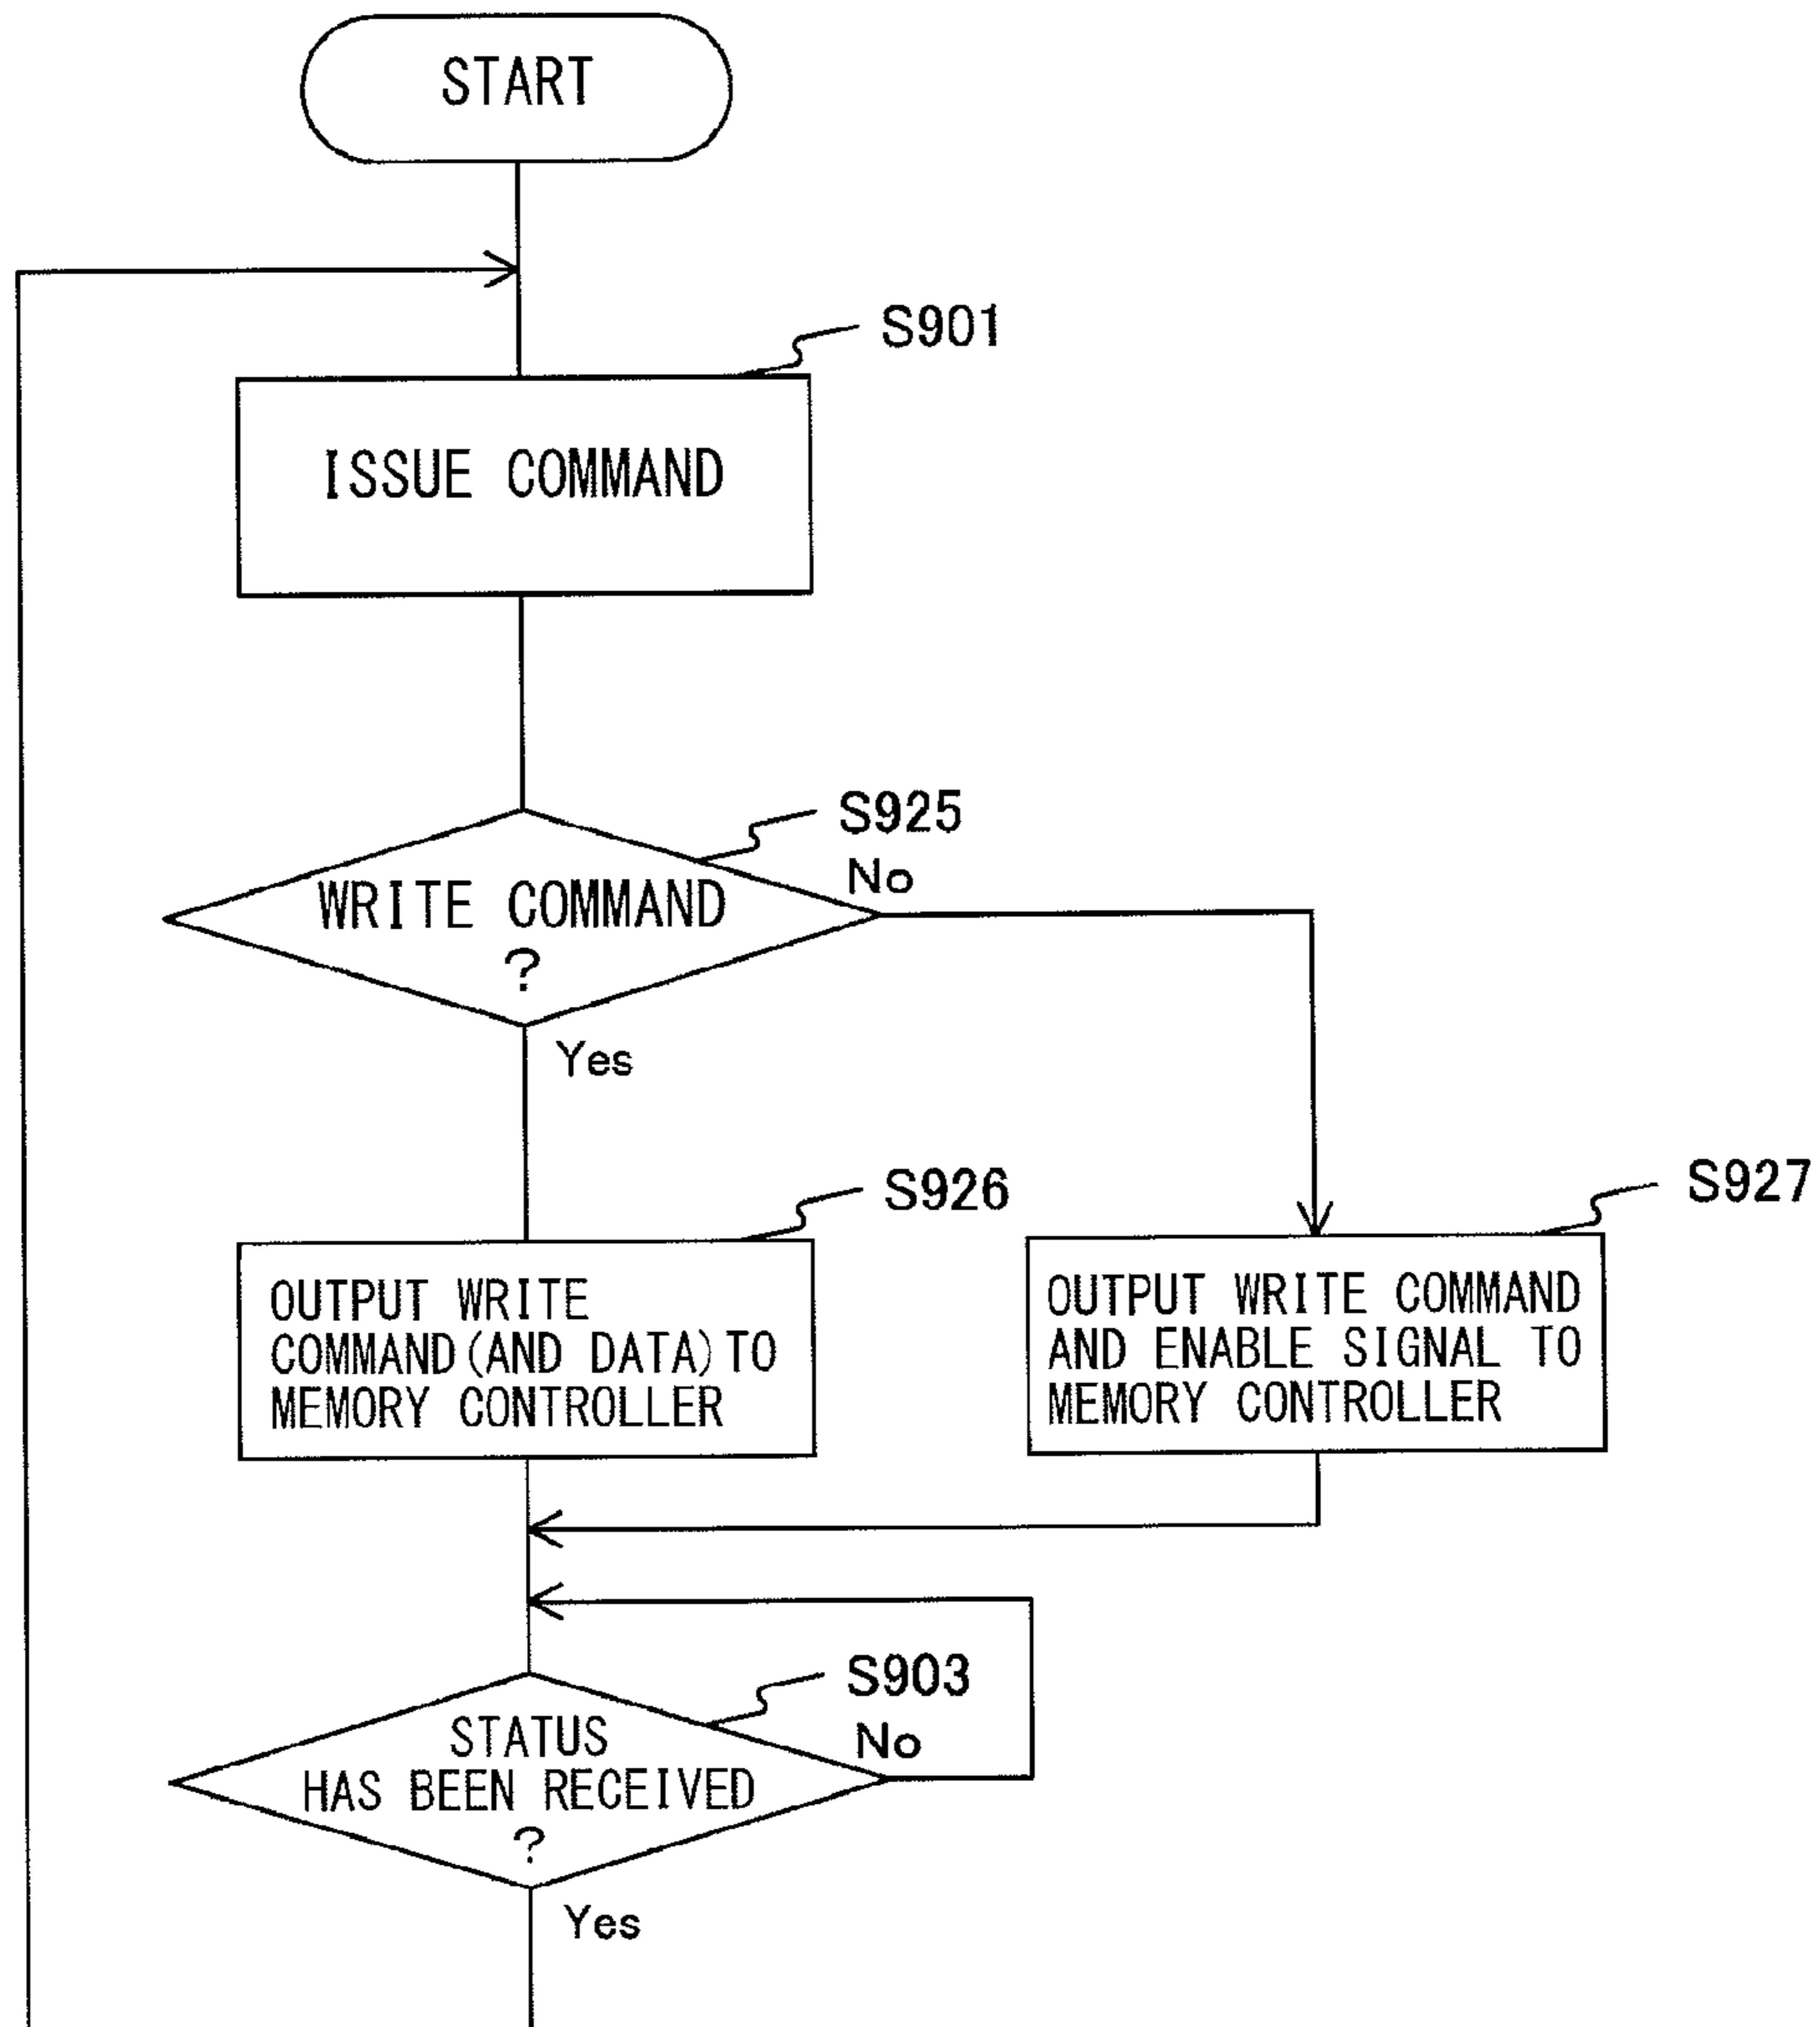 START
S901
ISSUE COMMAND
S925
No
WRITE COMMAND
?
Yes
S926
OUTPUT WRITE
COMMAND(AND DATA)TO
MEMORY CONTROLLER
S927
OUTPUT WRITE COMMAND
AND ENABLE SIGNAL TO
MEMORY CONTROLLER
S903
No
STATUS
HAS BEEN RECEIVED
?
Yes